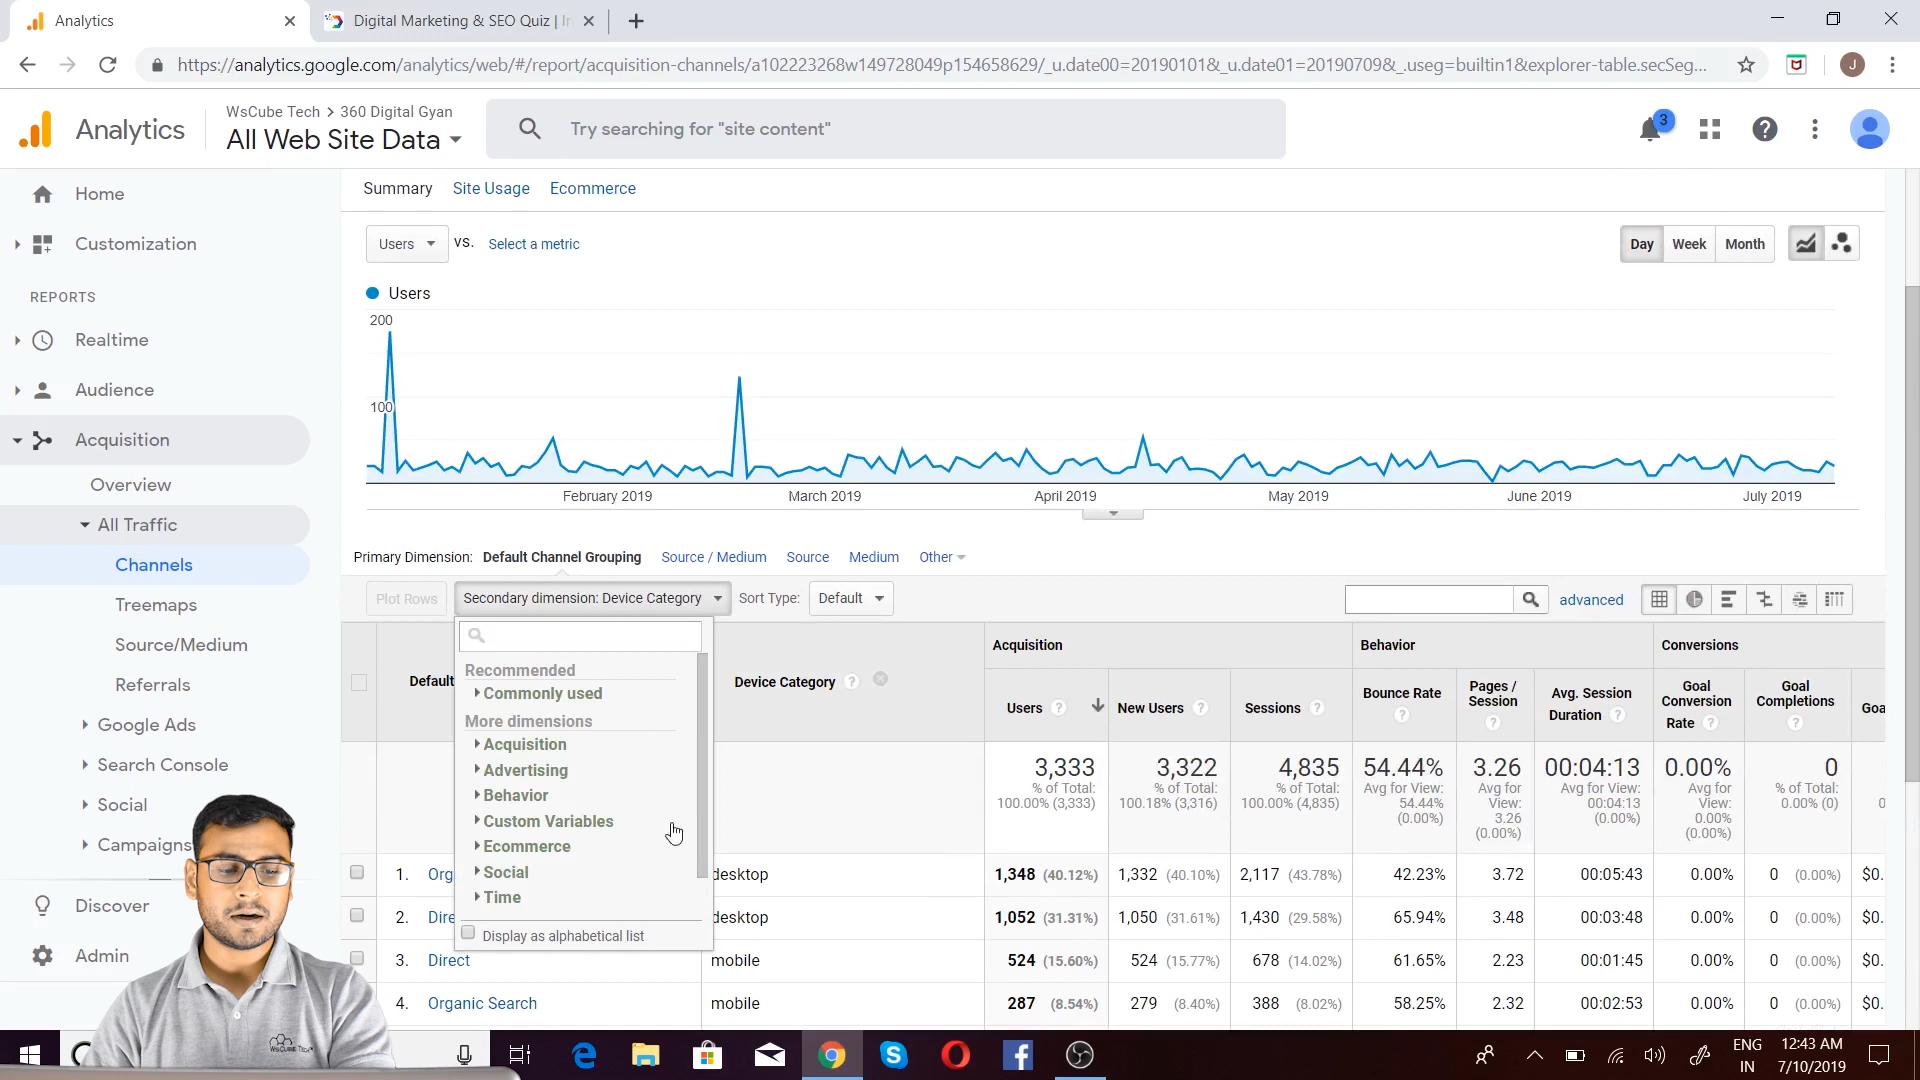 Analytics
Digital Marketing & SEO Quiz | In
https://analytics.google.com/analytics/web/#/report/acquisition-channels/a102223268w149728049p154658629/_u.date00=20190101&_u.date01=20190709&_.useg=builtin1&explorer-table.secSeg...
J
Analytics
WsCube Tech > 360 Digital Gyan
All Web Site Data
Try searching for "site content"
3
Home
Customization
REPORTS
Realtime
Audience
Acquisition
Overview
All Traffic
Channels
Treemaps
Source/Medium
Referrals
Google Ads
Search Console
Social
Campaigns
Discover
Admin
Summary Site Usage Ecommerce
Users vs. Select a metric
Day Week Month
Users
200
100
February 2019 March 2019 April 2019 May 2019 June 2019 July 2019
Primary Dimension: Default Channel Grouping Source / Medium Source Medium Other
Plot Rows Secondary dimension: Device Category Sort Type: Default advanced
Recommended
Commonly used
More dimensions
Acquisition
Advertising
Behavior
Custom Variables
Ecommerce
Social
Time
Display as alphabetical list
Acquisition Behavior Conversions
Default Device Category ? Users ? New Users ? Sessions ? Bounce Rate ? Pages / Session ? Avg. Session Duration ? Goal Conversion Rate ? Goal Completions ? Goa
3,333 3,322 4,835 54.44% 3.26 00:04:13 0.00% 0
% of Total: 100.00% (3,333) % of Total: 100.18% (3,316) % of Total: 100.00% (4,835) Avg for View: 54.44% (0.00%) Avg for View: 3.26 (0.00%) Avg for View: 00:04:13 (0.00%) Avg for View: 0.00% (0.00%) % of Total: 0.00% (0) 0
1. Org desktop 1,348 (40.12%) 1,332 (40.10%) 2,117 (43.78%) 42.23% 3.72 00:05:43 0.00% 0 (0.00%) $0.
2. Dire desktop 1,052 (31.31%) 1,050 (31.61%) 1,430 (29.58%) 65.94% 3.48 00:03:48 0.00% 0 (0.00%) $0.
3. Direct mobile 524 (15.60%) 524 (15.77%) 678 (14.02%) 61.65% 2.23 00:01:45 0.00% 0 (0.00%) $0.
4. Organic Search mobile 287 (8.54%) 279 (8.40%) 388 (8.02%) 58.25% 2.32 00:02:53 0.00% 0 (0.00%) $0.
WsCube Tech
ENG
IN
12:43 AM
7/10/2019